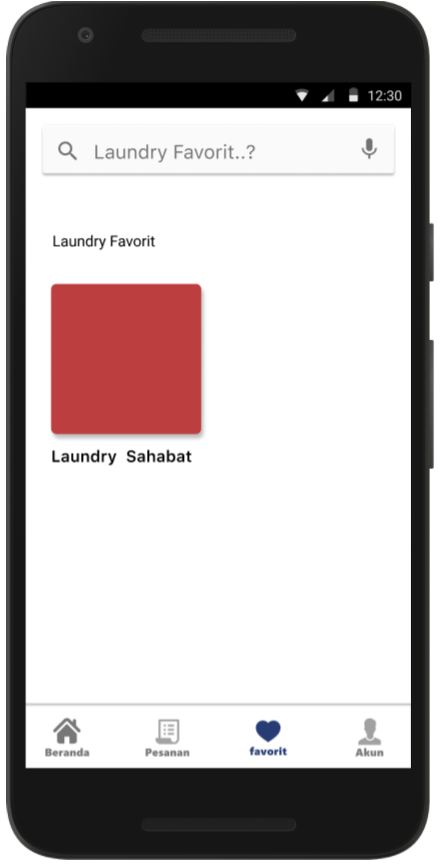 12:30
Laundry Favorit..?
Laundry Favorit
Laundry Sahabat
Beranda
Pesanan
favorit
Akun